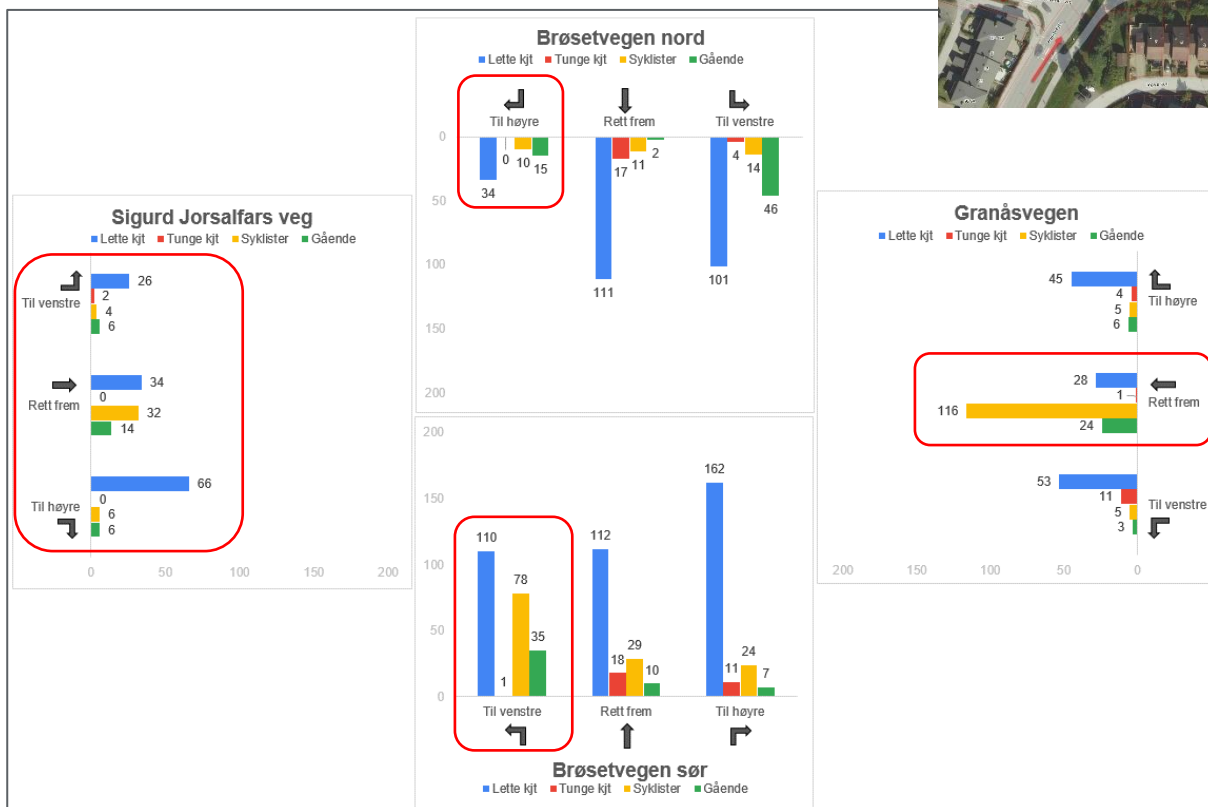 Brøsetvegen nord
Lette kjt Tunge kjt Syklister Gående
Til høyre Rett frem Til venstre
0
50
100
150
200
34 0 10 15
111 17 11 2
101 4 14 46
Sigurd Jorsalfars veg
Lette kjt Tunge kjt Syklister Gående
Til venstre
26
2
4
6
Rett frem
34
0
32
14
Til høyre
66
0
6
6
0 50 100 150 200
Granåsvegen
Lette kjt Tunge kjt Syklister Gående
45
4
5
6
Til høyre
28
1
116
24
Rett frem
53
11
5
3
Til venstre
200 150 100 50 0
200
150
100
50
0
110 1 78 35
112 18 29 10
162 11 24 7
Til venstre Rett frem Til høyre
Brøsetvegen sør
Lette kjt Tunge kjt Syklister Gående